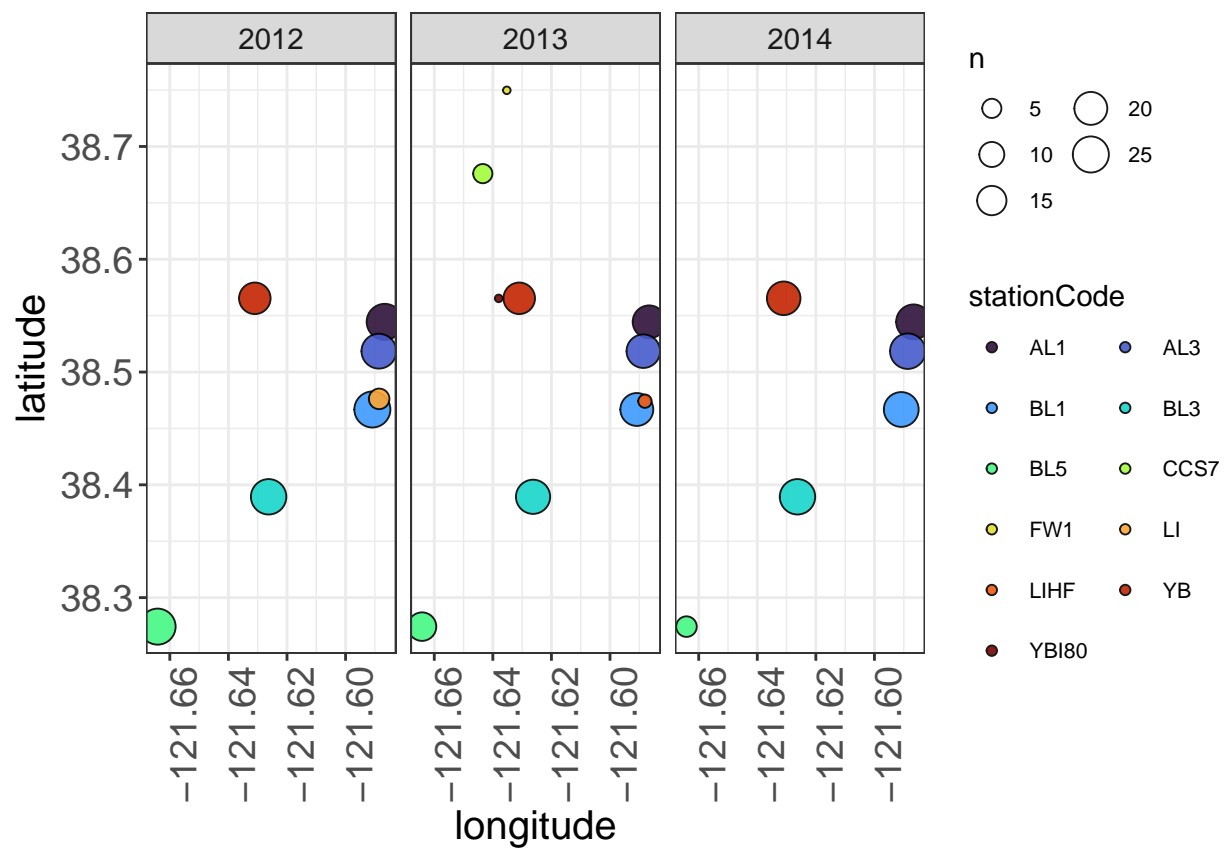 2012 2013 2014
38.7
38.6
38.5
38.4
38.3
latitude
−121.66 −121.64 −121.62 −121.60 −121.66 −121.64 −121.62 −121.60 −121.66 −121.64 −121.62 −121.60
longitude
n
5 20
10 25
15
stationCode
AL1 AL3
BL1 BL3
BL5 CCS7
FW1 LI
LIHF YB
YBI80